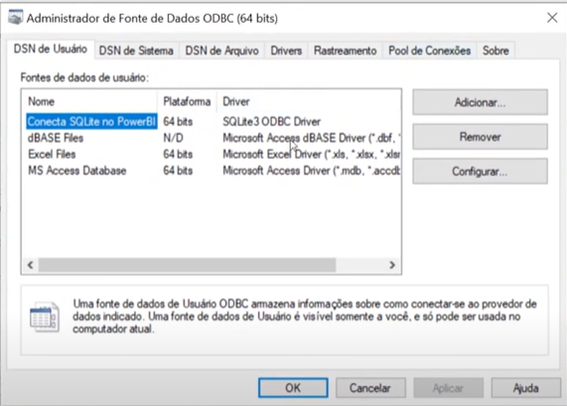 Administrador de Fonte de Dados ODBC (64 bits)
DSN de Usuário DSN de Sistema DSN de Arquivo Drivers Rastreamento Pool de Conexões Sobre
Fontes de dados de usuário:
Nome Plataforma Driver
Conecta SQLite no PowerBI 64 bits SQLite3 ODBC Driver
dBASE Files N/D Microsoft Access dBASE Driver (*.dbf, *
Excel Files 64 bits Microsoft Excel Driver (*.xls, *.xlsx, *.xlsm
MS Access Database 64 bits Microsoft Access Driver (*.mdb, *.accdb
Adicionar...
Remover
Configurar...
Uma fonte de dados de Usuário ODBC armazena informações sobre como conectar-se ao provedor de
dados indicado. Uma fonte de dados de Usuário é visível somente a você, e só pode ser usada no
computador atual.
OK Cancelar Aplicar Ajuda